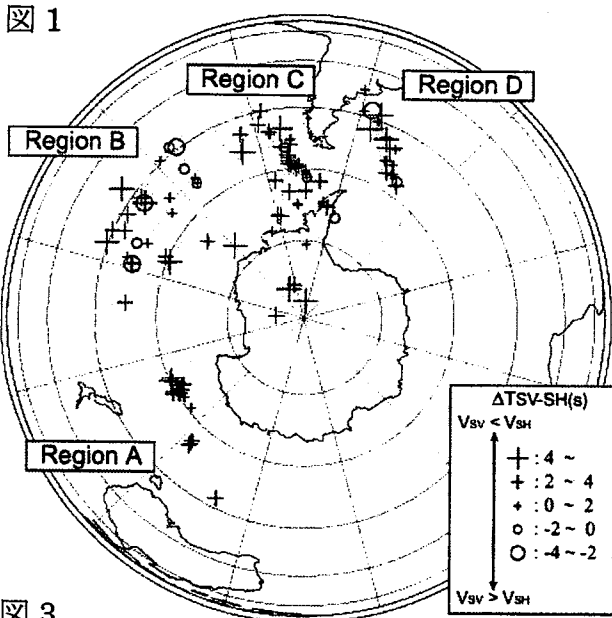 図 1
Region C
Region D
Region B
Region A
ΔTSV-SH(s)
Vsv < VSH
+ : 4 ~
+ : 2 ~ 4
+ : 0 ~ 2
o : -2 ~ 0
O : -4 ~ -2
Vsv > VSH
図 3